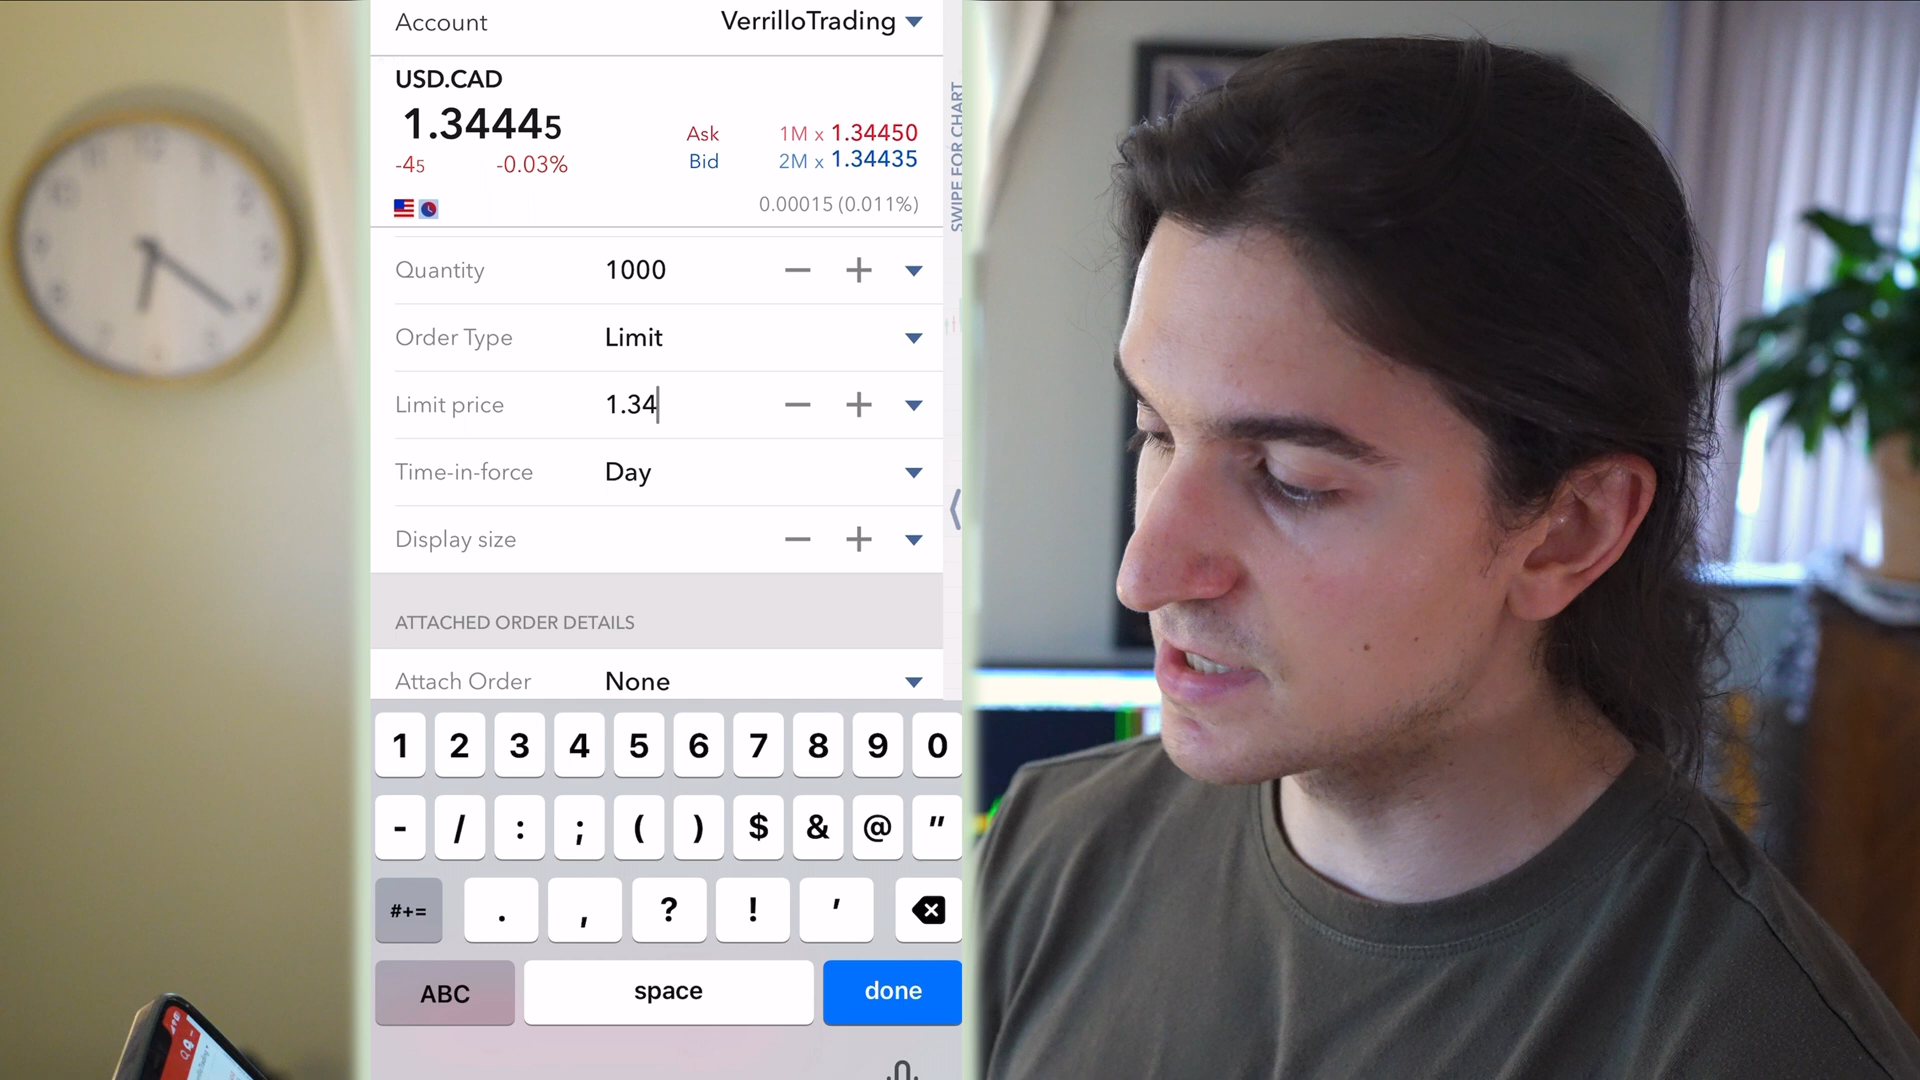 Account VerrilloTrading
USD.CAD
1.34445
-45 -0.03%
Ask 1M x 1.34450
Bid 2M x 1.34435
0.00015 (0.011%)
SWIPE FOR CHART
Quantity 1000
Order Type Limit
Limit price 1.34
Time-in-force Day
Display size
ATTACHED ORDER DETAILS
Attach Order None
1 2 3 4 5 6 7 8 9 0
- / : ; ( ) $ & @ "
#+= . , ? ! '
ABC space done